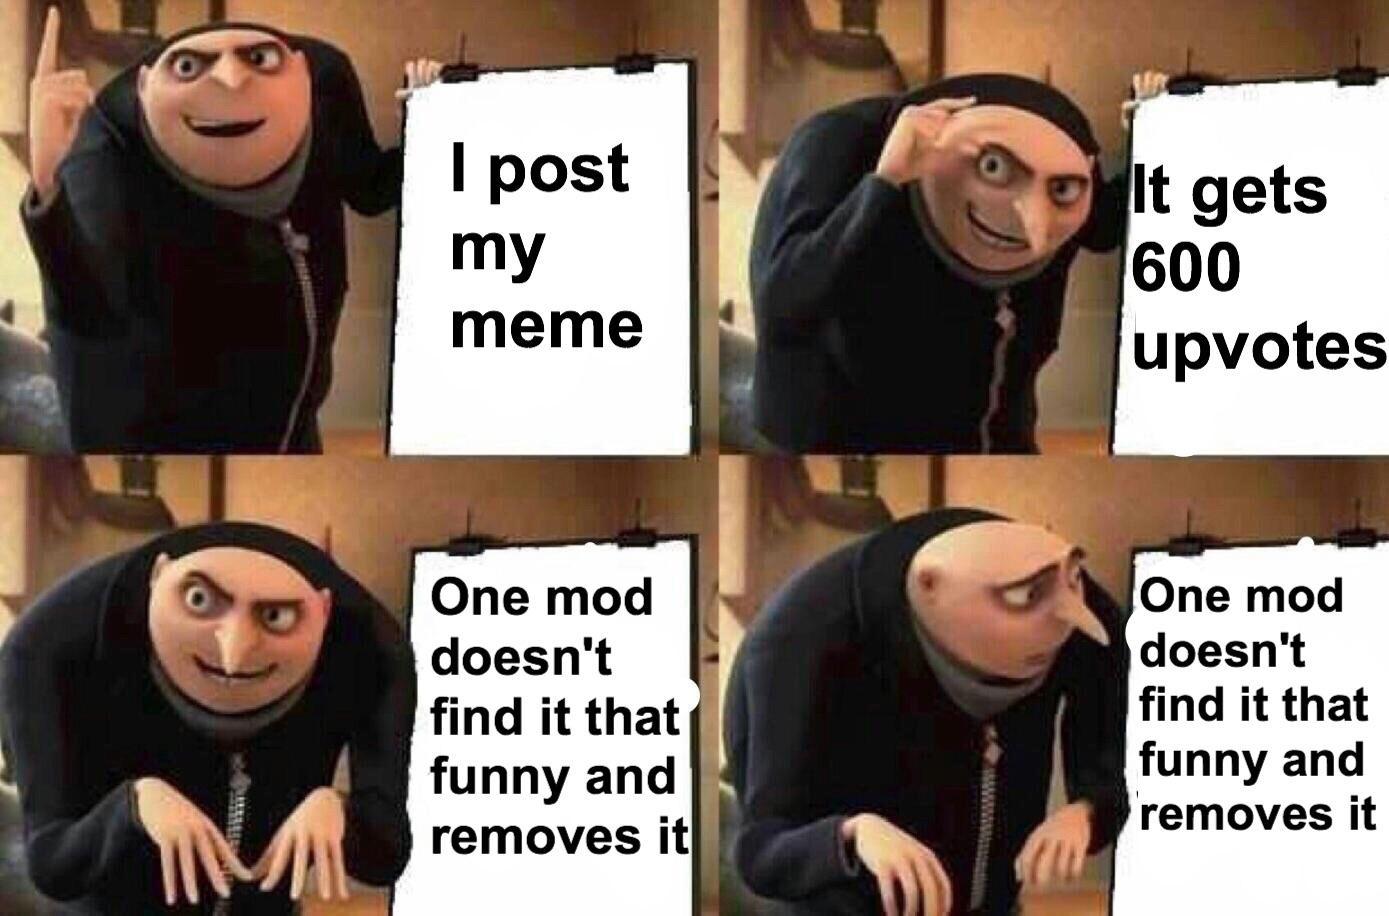 I post
my
meme
It gets
600
upvotes
One mod
doesn't
find it that
funny and
removes it
One mod
doesn't
find it that
funny and
removes it